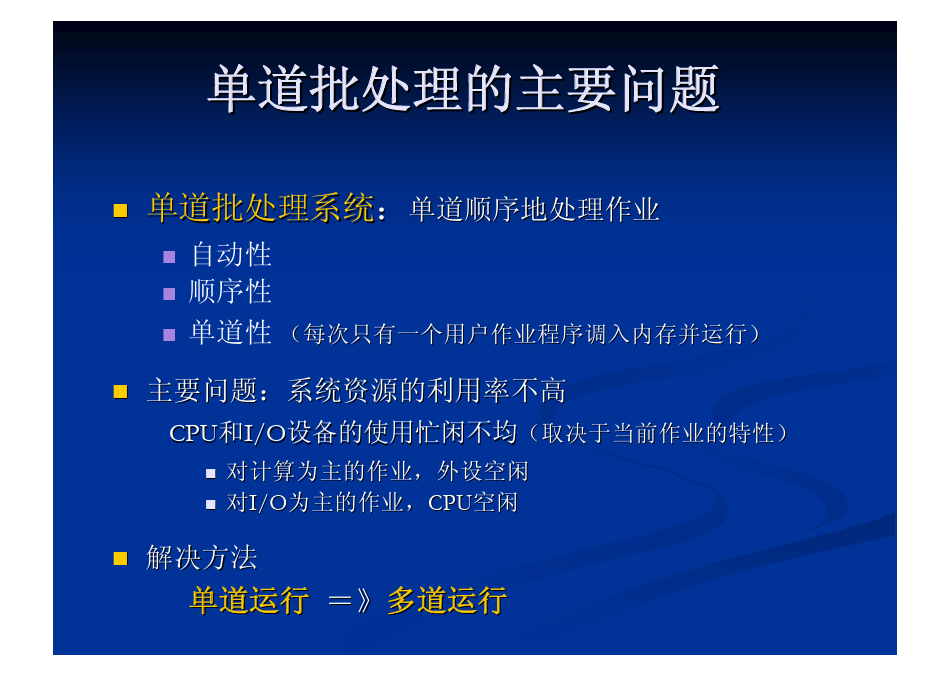 单道批处理的主要问题
单道批处理系统：单道顺序地处理作业
自动性
顺序性
单道性（每次只有一个用户作业程序调入内存并运行）
主要问题：系统资源的利用率不高
CPU和I/O设备的使用忙闲不均（取决于当前作业的特性）
对计算为主的作业，外设空闲
对I/O为主的作业，CPU空闲
解决方法
单道运行 ＝》多道运行